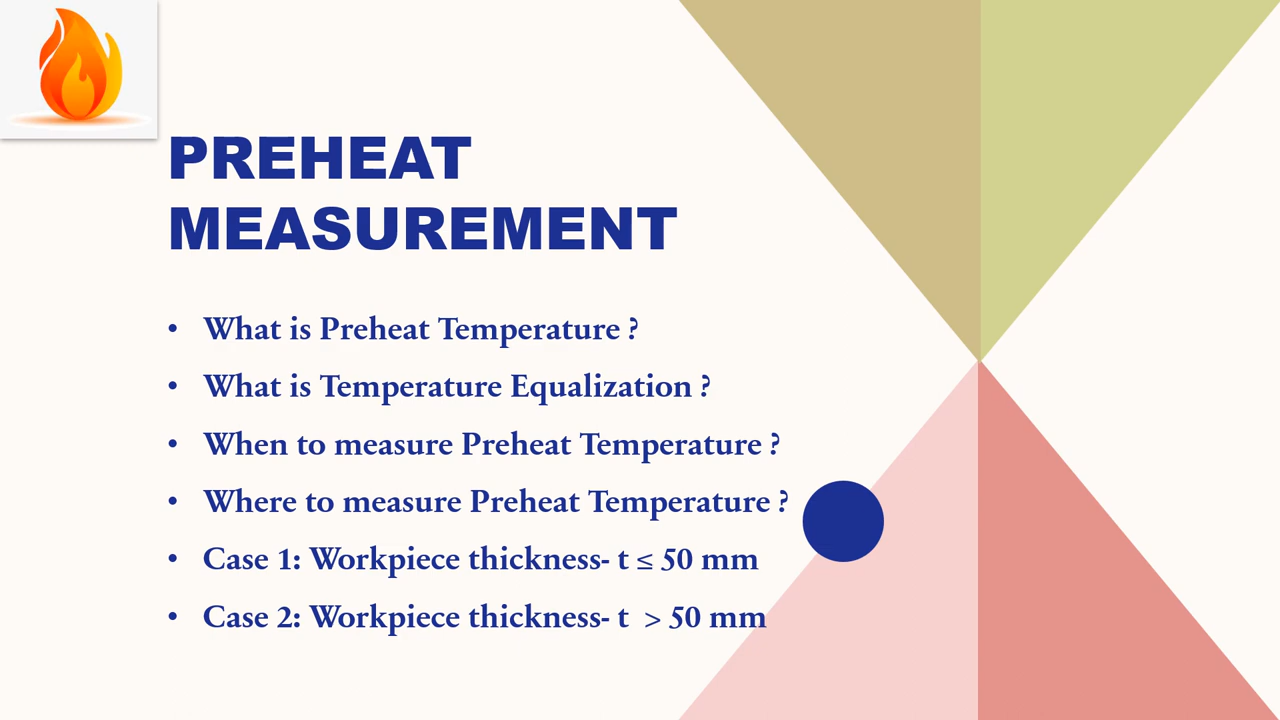 PREHEAT
MEASUREMENT
• What is Preheat Temperature ?
• What is Temperature Equalization ?
• When to measure Preheat Temperature ?
• Where to measure Preheat Temperature ?
• Case 1: Workpiece thickness- t ≤ 50 mm
• Case 2: Workpiece thickness- t  > 50 mm